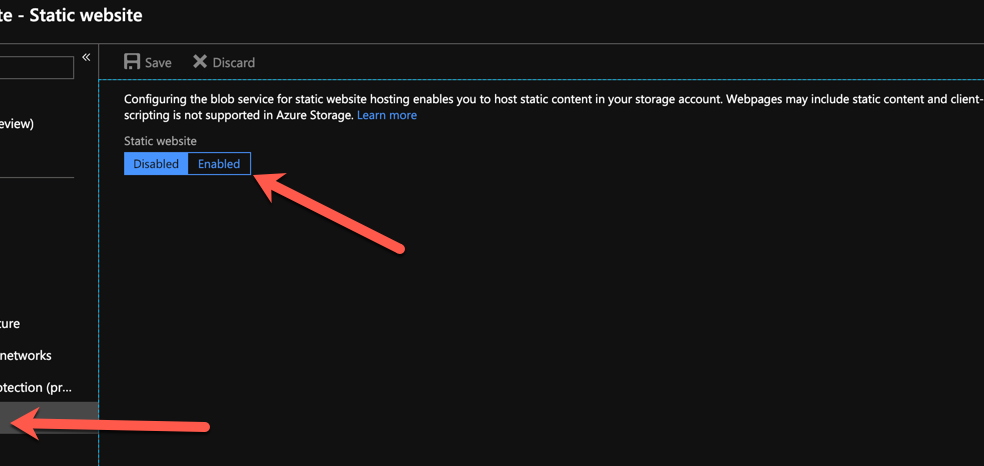 te - Static website
«
Save Discard
Configuring the blob service for static website hosting enables you to host static content in your storage account. Webpages may include static content and client-
scripting is not supported in Azure Storage. Learn more
eview)
Static website
Disabled Enabled
ture
networks
otection (pr...